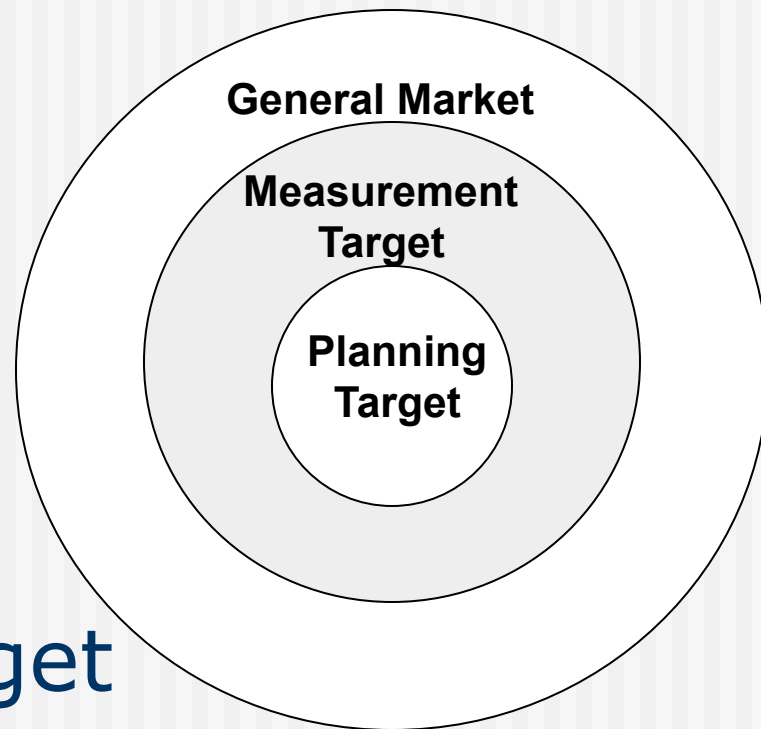 General Market
Measurement
Target
Planning
Target
get